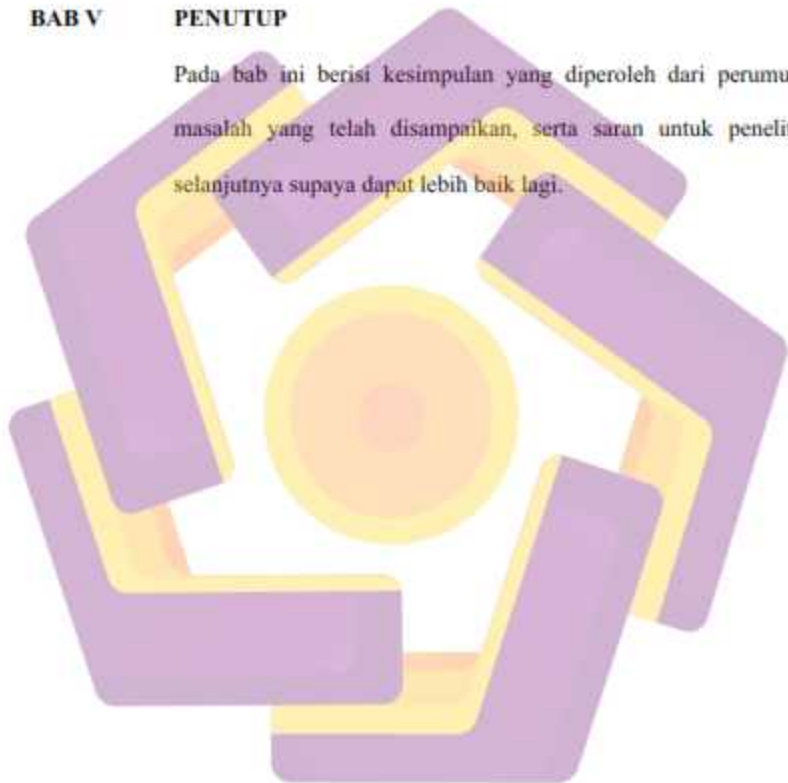 BAB V PENUTUP
Pada bab ini berisi kesimpulan yang diperoleh dari perumu
masalah yang telah disampaikan, serta saran untuk penelit
selanjutnya supaya dapat lebih baik lagi.